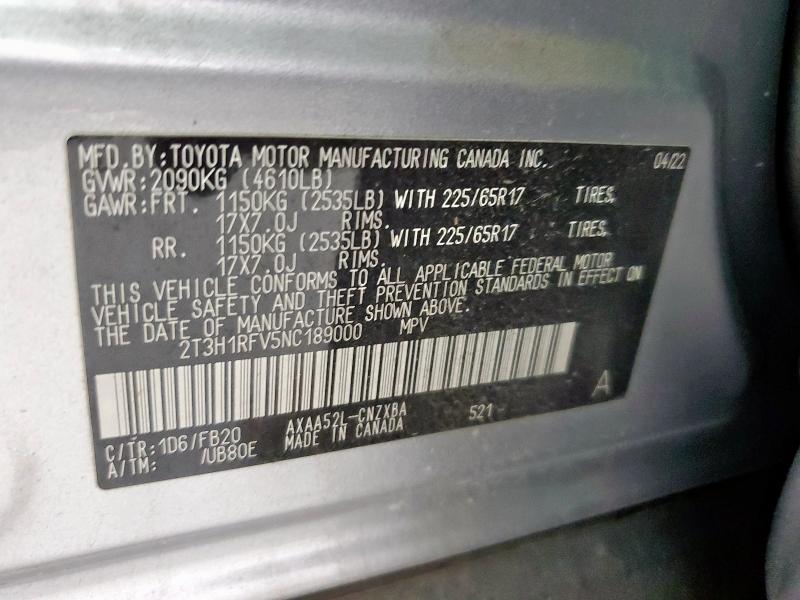 MFD.BY:TOYOTA MOTOR MANUFACTURING CANADA INC. 04/22
GVWR:2090KG (4610LB)
GAWR:FRT. 1150KG (2535LB) WITH 225/65R17 TIRES,
17X7.0J RIMS.
RR. 1150KG (2535LB) WITH 225/65R17 TIRES,
17X7.0J RIMS.
THIS VEHICLE CONFORMS TO ALL APPLICABLE FEDERAL MOTOR
VEHICLE SAFETY AND THEFT PREVENTION STANDARDS IN EFFECT ON
THE DATE OF MANUFACTURE SHOWN ABOVE.
2T3H1RFV5NC189000 MPV
A
C/TR:1D6/FB20 AXAA52L-CNZXBA 521
A/TM: /UB80E MADE IN CANADA